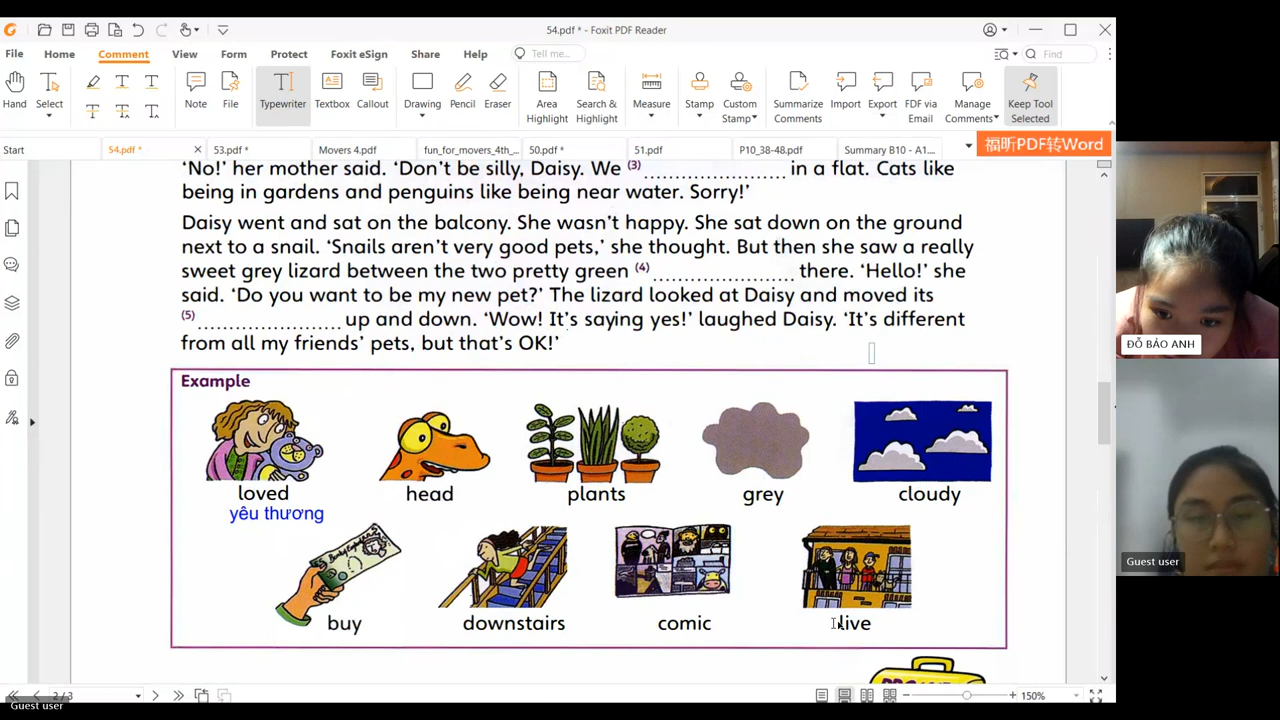 54.pdf * - Foxit PDF Reader
File Home Comment View Form Protect Foxit eSign Share Help Tell me... Find
Hand Select Note File Typewriter Textbox Callout Drawing Pencil Eraser Area Highlight Search & Highlight Measure Stamp Custom Stamp Summarize Comments Import Export FDF via Email Manage Comments Keep Tool Selected
Start 54.pdf * 53.pdf * Movers 4.pdf fun_for_movers_4th_... 50.pdf * 51.pdf P10_38-48.pdf Summary B10 - A1.... 福昕PDF转Word
'No!' her mother said. 'Don't be silly, Daisy. We (3)........................ in a flat. Cats like
being in gardens and penguins like being near water. Sorry!'
Daisy went and sat on the balcony. She wasn't happy. She sat down on the ground
next to a snail. 'Snails aren't very good pets,' she thought. But then she saw a really
sweet grey lizard between the two pretty green (4)........................ there. 'Hello!' she
said. 'Do you want to be my new pet?' The lizard looked at Daisy and moved its
(5)........................ up and down. 'Wow! It's saying yes!' laughed Daisy. 'It's different
from all my friends' pets, but that's OK!'
Example
loved head plants grey cloudy
yêu thương
buy downstairs comic live
2 / 3 150%
Guest user
ĐỖ BẢO ANH
Guest user